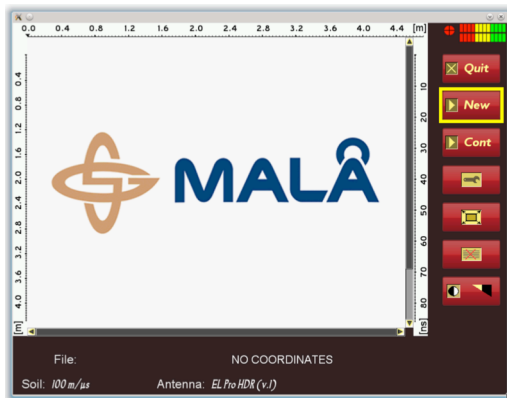 0.0 0.4 0.8 1.2 1.6 2.0 2.4 2.8 3.2 3.6 4.0 4.4 [m]
Quit
New
Cont
0.4 0.8 1.2 1.6 2.0 2.4 2.8 3.2 3.6 4.0 [m]
MALÅ
10 20 30 40 50 60 70 80 [ns]
File: NO COORDINATES
Soil: 100 m/µs Antenna: EL Pro HDR (v.1)